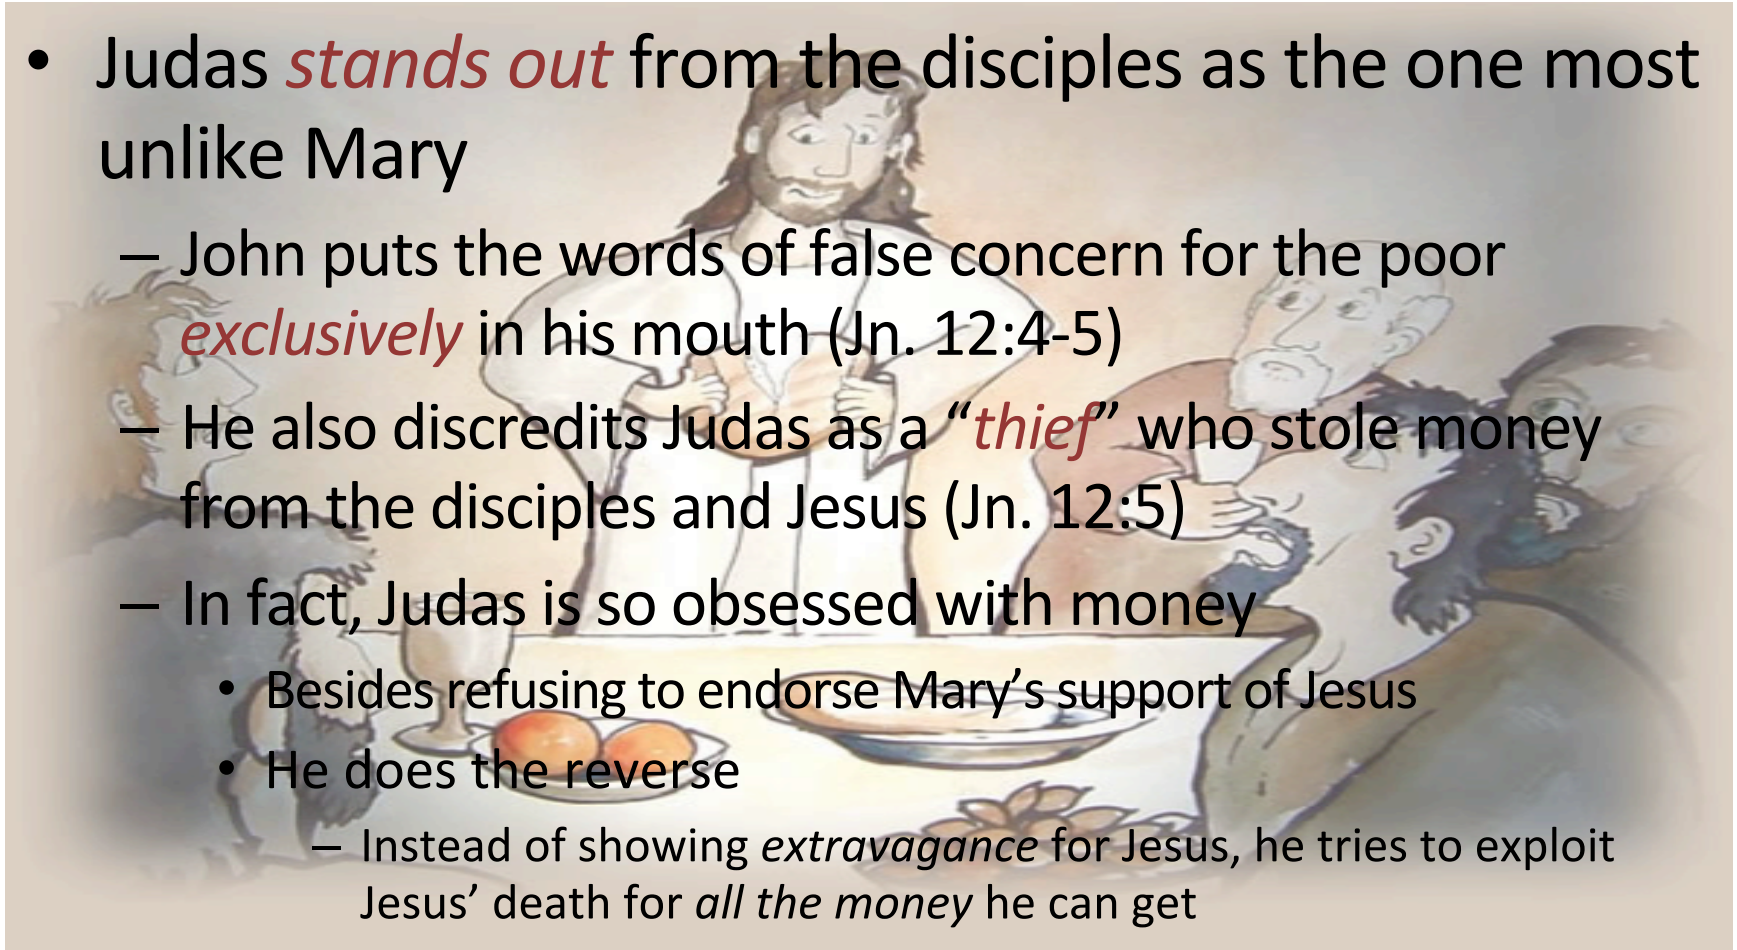 • Judas stands out from the disciples as the one most
unlike Mary
– John puts the words of false concern for the poor
exclusively in his mouth (Jn. 12:4-5)
– He also discredits Judas as a “thief” who stole money
from the disciples and Jesus (Jn. 12:5)
– In fact, Judas is so obsessed with money
• Besides refusing to endorse Mary’s support of Jesus
• He does the reverse
– Instead of showing extravagance for Jesus, he tries to exploit
Jesus’ death for all the money he can get